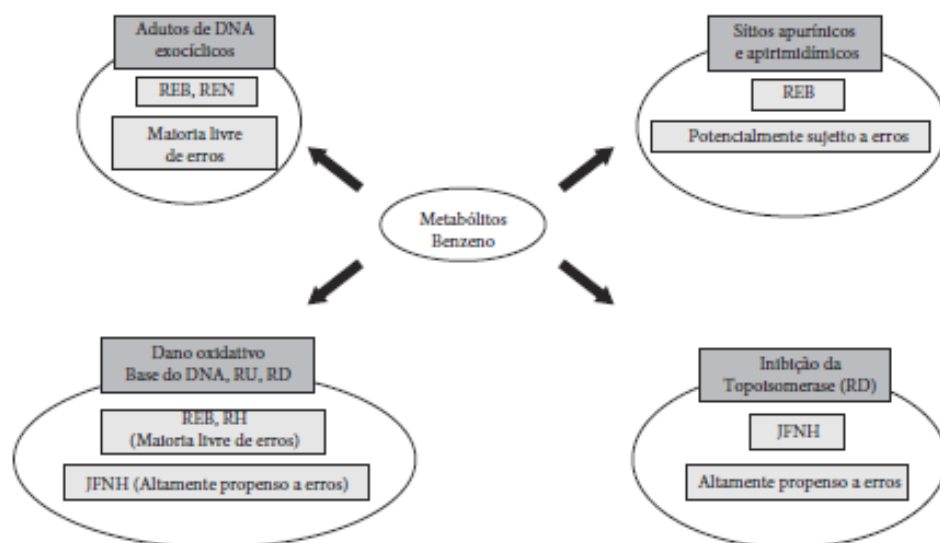 Adutos de DNA
exocíclicos
REB, REN
Maioria livre
de erros
Sítios apurínicos
e apirimidímicos
REB
Potencialmente sujeito a erros
Metabólitos
Benzeno
Dano oxidativo
Base do DNA, RU, RD
REB, RH
(Maioria livre de erros)
JFNH (Altamente propenso a erros)
Inibição da
Topoisomerase (RD)
JFNH
Altamente propenso a erros